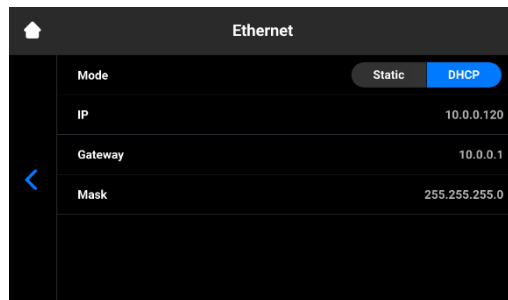 Ethernet
Mode Static DHCP
IP 10.0.0.120
Gateway 10.0.0.1
Mask 255.255.255.0